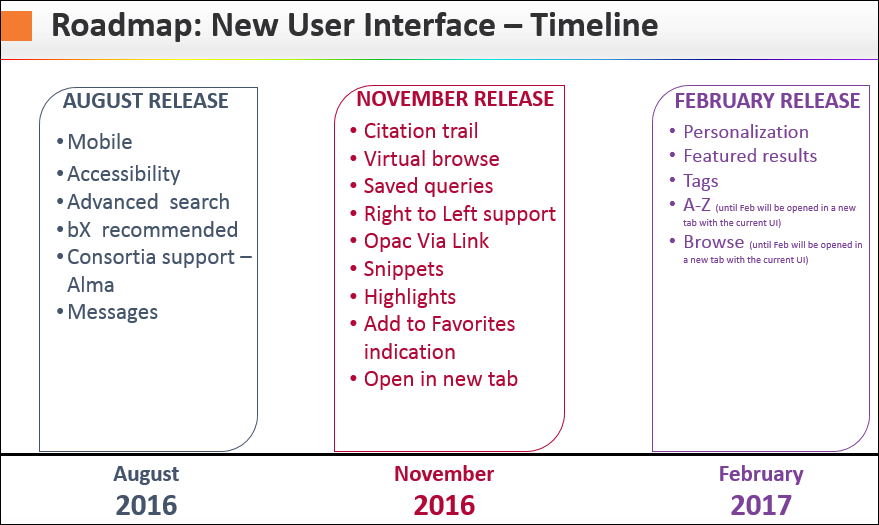 Roadmap: New User Interface – Timeline
AUGUST RELEASE
• Mobile
• Accessibility
• Advanced search
• bX recommended
• Consortia support –
Alma
• Messages
NOVEMBER RELEASE
• Citation trail
• Virtual browse
• Saved queries
• Right to Left support
• Opac Via Link
• Snippets
• Highlights
• Add to Favorites
indication
• Open in new tab
FEBRUARY RELEASE
• Personalization
• Featured results
• Tags
• A-Z (until Feb will be opened in a new
tab with the current UI)
• Browse (until Feb will be opened in
a new tab with the current UI)
August
2016
November
2016
February
2017